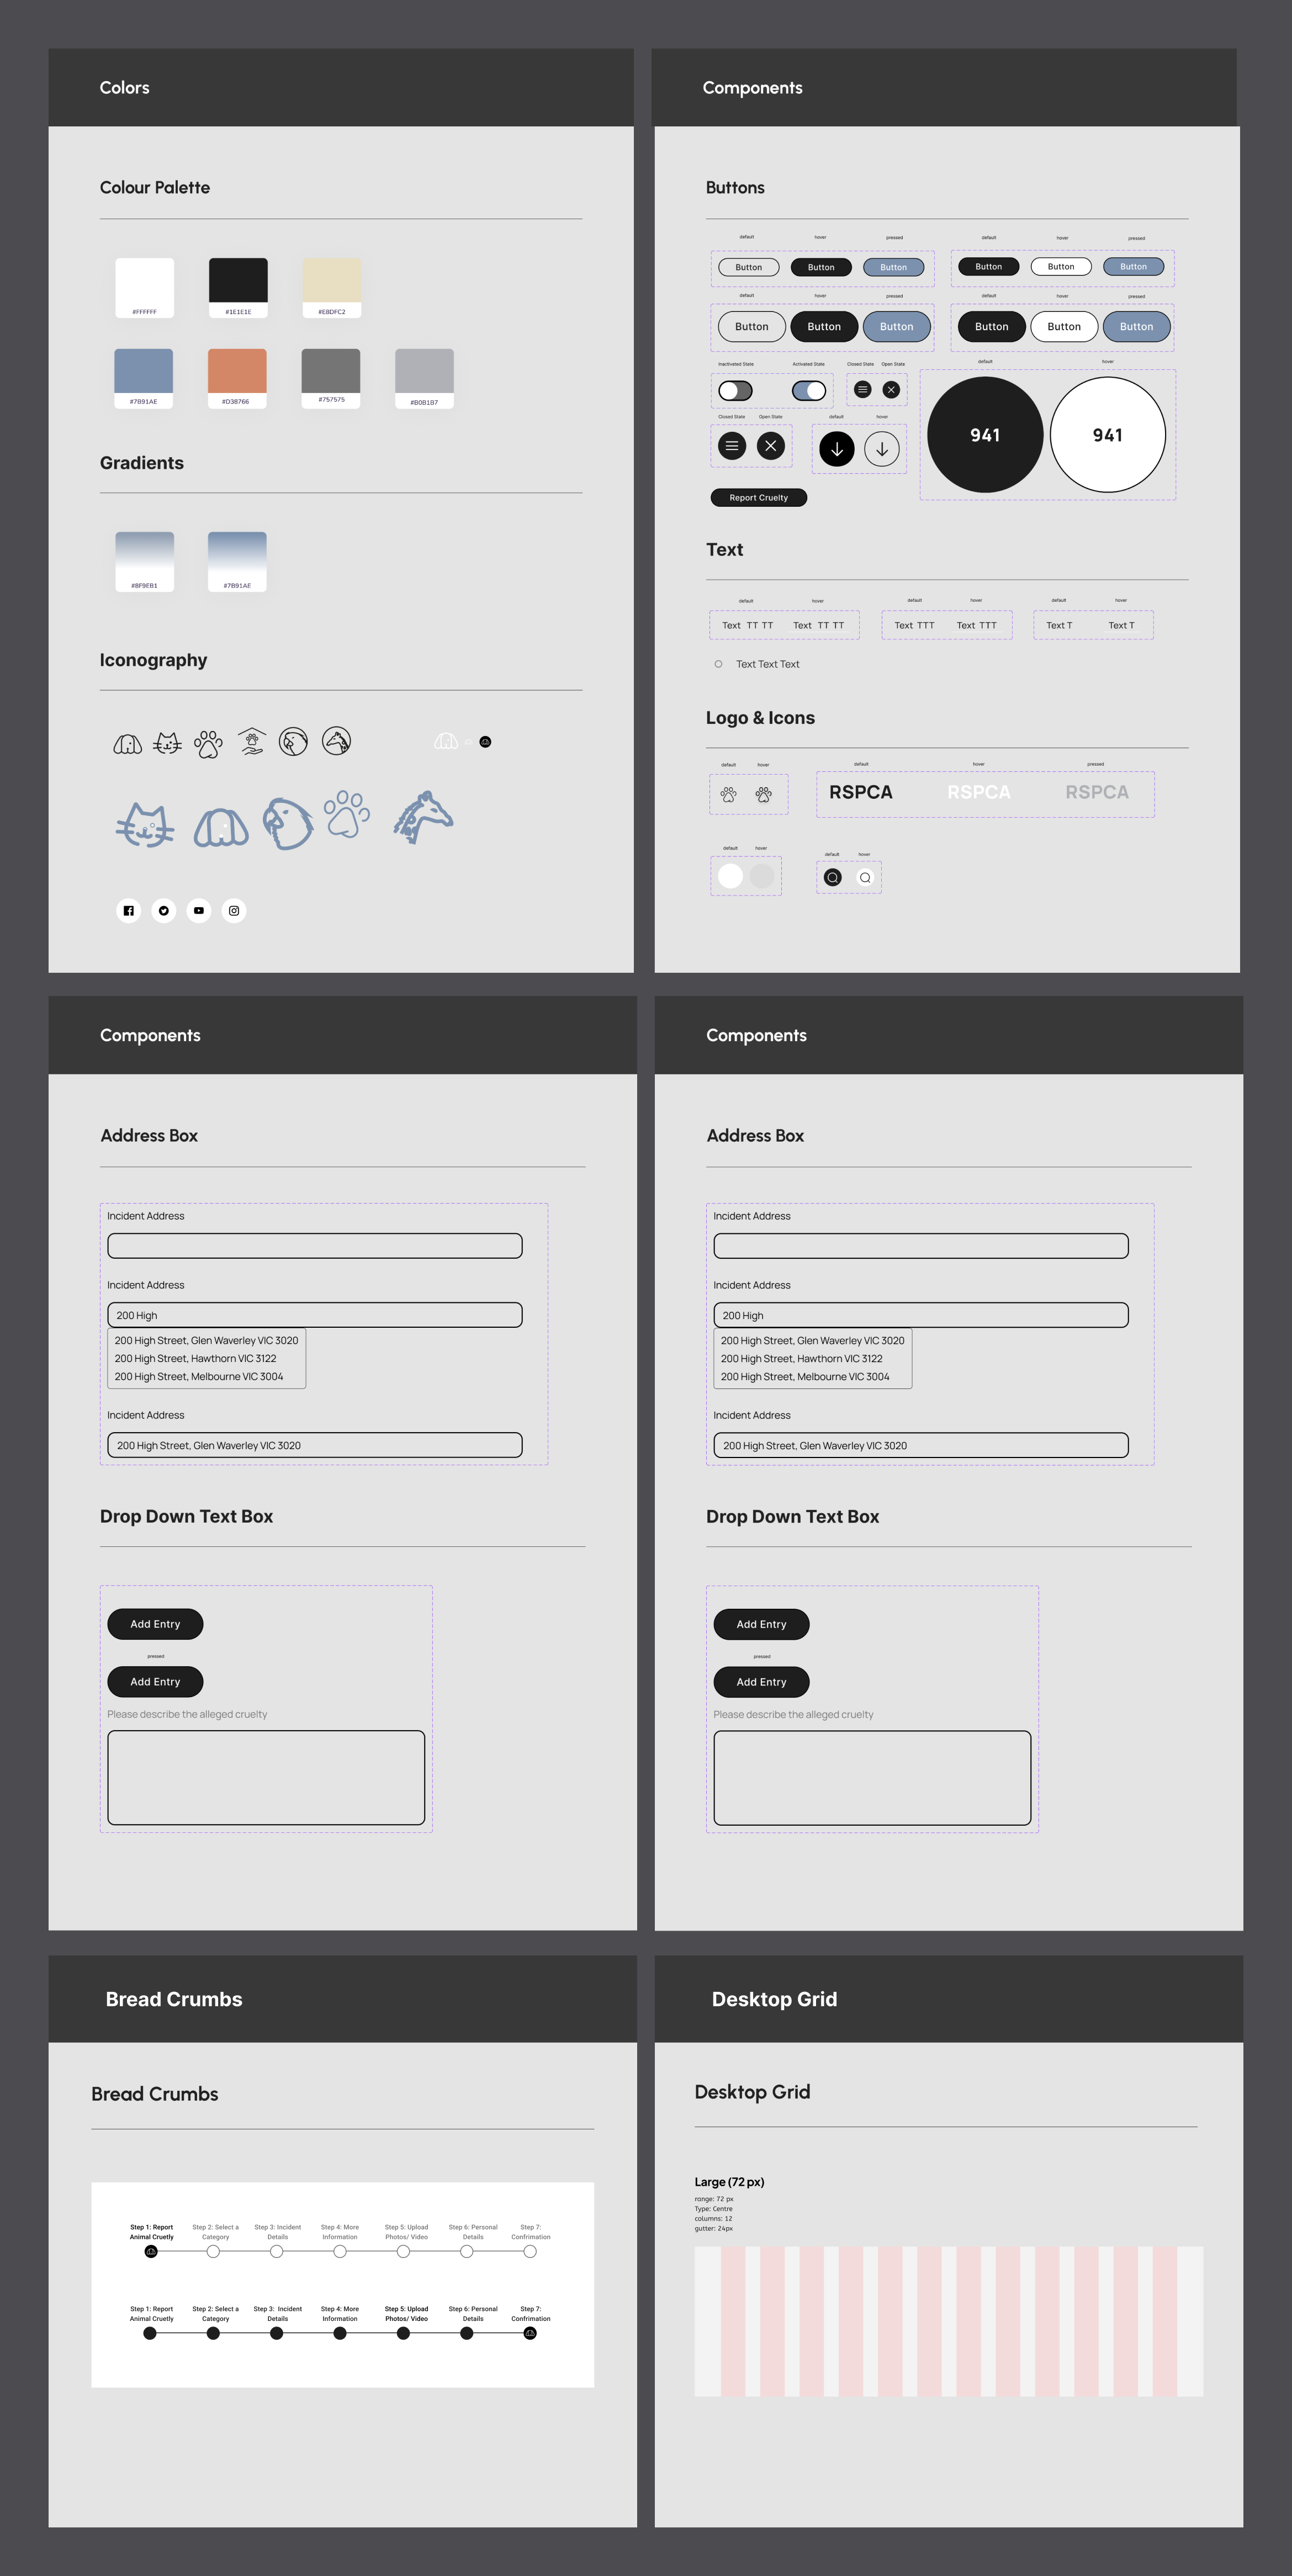 Colors
Colour Palette
#FFFFFF
#1E1E1E
#E8DFC2
#7B91AE
#D38766
#757575
#B0B1B7
Gradients
#8F9EB1
#7B91AE
Iconography
Components
Buttons
default hover pressed
Button Button Button
default hover pressed
Button Button Button
default hover pressed
Button Button Button
default hover pressed
Button Button Button
Inactivated State Activated State
Closed State Open State
default hover
941 941
Closed State Open State
default hover
Report Cruelty
Text
default hover
Text TT TT Text TT TT
default hover
Text TTT Text TTT
default hover
Text T Text T
Text Text Text
Logo & Icons
default hover
default hover pressed
RSPCA RSPCA RSPCA
default hover
default hover
Components
Address Box
Incident Address
Incident Address
200 High
200 High Street, Glen Waverley VIC 3020
200 High Street, Hawthorn VIC 3122
200 High Street, Melbourne VIC 3004
Incident Address
200 High Street, Glen Waverley VIC 3020
Drop Down Text Box
Add Entry
pressed
Add Entry
Please describe the alleged cruelty
Components
Address Box
Incident Address
Incident Address
200 High
200 High Street, Glen Waverley VIC 3020
200 High Street, Hawthorn VIC 3122
200 High Street, Melbourne VIC 3004
Incident Address
200 High Street, Glen Waverley VIC 3020
Drop Down Text Box
Add Entry
pressed
Add Entry
Please describe the alleged cruelty
Bread Crumbs
Bread Crumbs
Step 1: Report Step 2: Select a Step 3: Incident Step 4: More Step 5: Upload Step 6: Personal Step 7:
Animal Cruetly Category Details Information Photos/ Video Details Confrimation
Step 1: Report Step 2: Select a Step 3: Incident Step 4: More Step 5: Upload Step 6: Personal Step 7:
Animal Cruetly Category Details Information Photos/ Video Details Confrimation
Desktop Grid
Desktop Grid
Large (72 px)
range: 72 px
Type: Centre
columns: 12
gutter: 24px